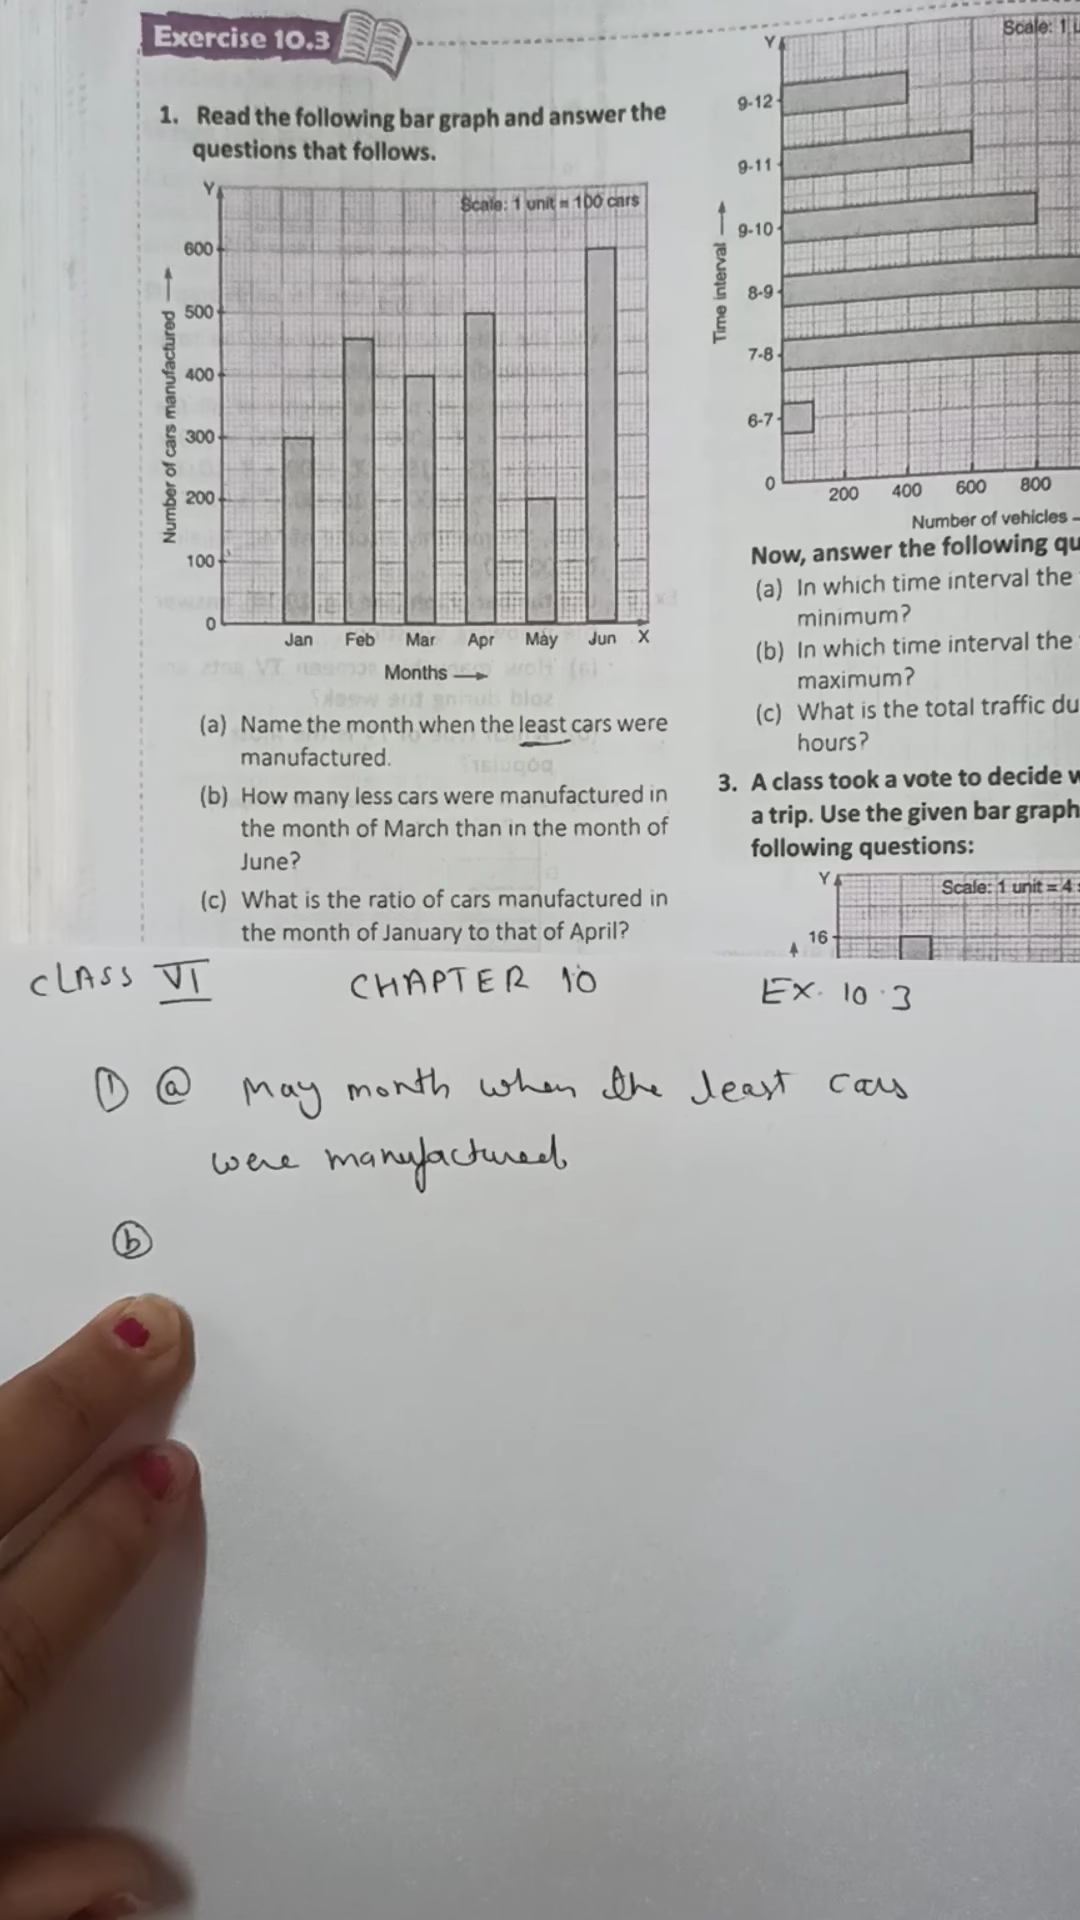 Exercise 10.3
1. Read the following bar graph and answer the
questions that follows.
Y
Scale: 1 unit = 100 cars
600
500
400
300
200
100
0
Number of cars manufactured
Jan Feb Mar Apr May Jun X
Months
(a) Name the month when the least cars were
manufactured.
(b) How many less cars were manufactured in
the month of March than in the month of
June?
(c) What is the ratio of cars manufactured in
the month of January to that of April?
Scale: 1
Y
9-12
9-11
9-10
8-9
7-8
6-7
0
Time interval
200 400 600 800
Number of vehicles
Now, answer the following qu
(a) In which time interval the
minimum?
(b) In which time interval the
maximum?
(c) What is the total traffic du
hours?
3. A class took a vote to decide w
a trip. Use the given bar graph
following questions:
Y
Scale: 1 unit = 4
16
CLASS VI CHAPTER 10 EX. 10.3
1 a May month when the least cars
were manufactured
b